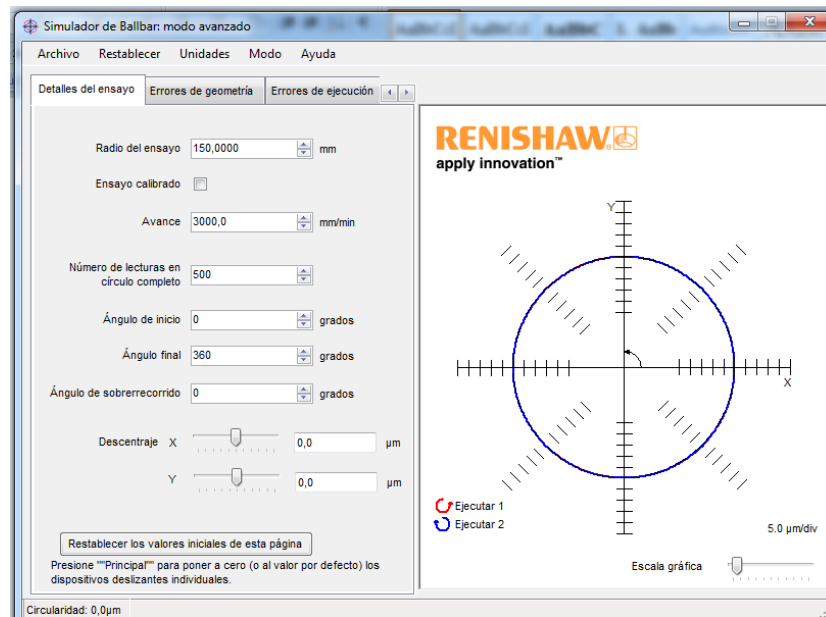 Simulador de Ballbar: modo avanzado
Archivo Restablecer Unidades Modo Ayuda
Detalles del ensayo Errores de geometría Errores de ejecución
Radio del ensayo 150,0000 mm
Ensayo calibrado
Avance 3000,0 mm/min
Número de lecturas en
círculo completo 500
Ángulo de inicio 0 grados
Ángulo final 360 grados
Ángulo de sobrerrecorrido 0 grados
Descentraje X 0,0 µm
Y 0,0 µm
Restablecer los valores iniciales de esta página
Presione ""Principal"" para poner a cero (o al valor por defecto) los
dispositivos deslizantes individuales.
RENISHAW
apply innovation™
Y
X
Ejecutar 1
Ejecutar 2
5.0 µm/div
Escala gráfica
Circularidad: 0,0µm